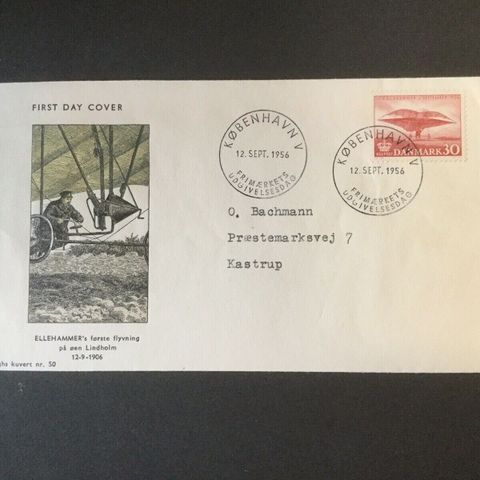 FIRST DAY COVER
ELLEHAMMER's første flyvning
på øen Lindholm
12-9-1906
kuvert nr. 50
KØBENHAVN V
12. SEPT. 1956
FRIMÆRKETS
UDGIVELSESDAG
KØBENHAVN V
12. SEPT. 1956
FRIMÆRKETS
UDGIVELSESDAG
DANMARK 30
O. Bachmann
Præstemarksvej 7
Kastrup